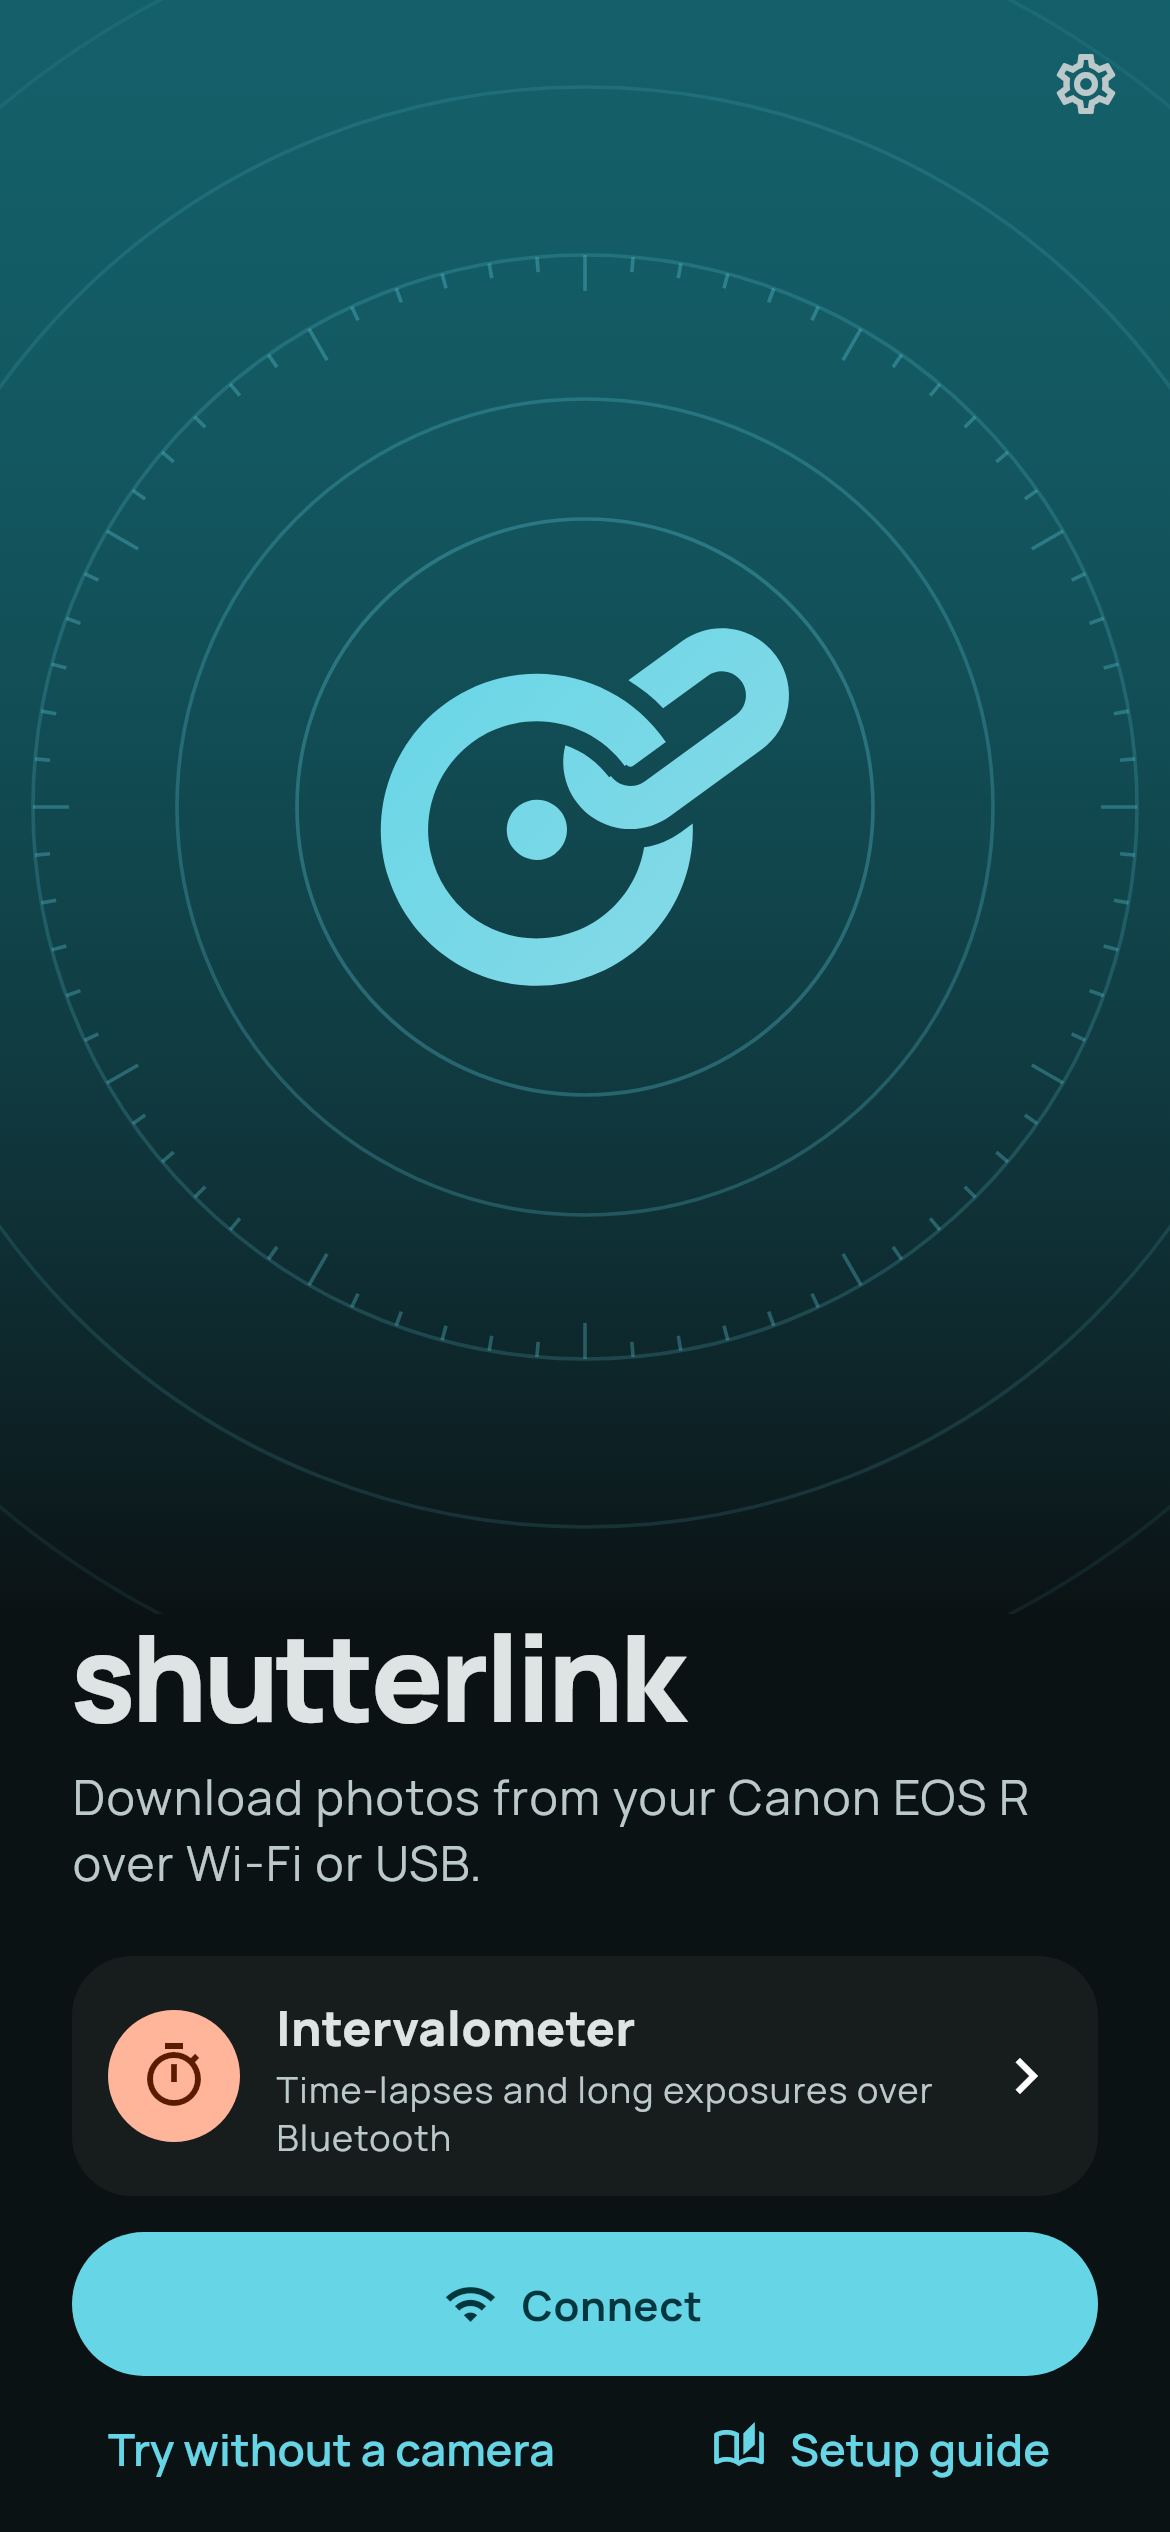 shutterlink
Download photos from your Canon EOS R
over Wi-Fi or USB.
Intervalometer
Time-lapses and long exposures over
Bluetooth
Connect
Try without a camera
Setup guide